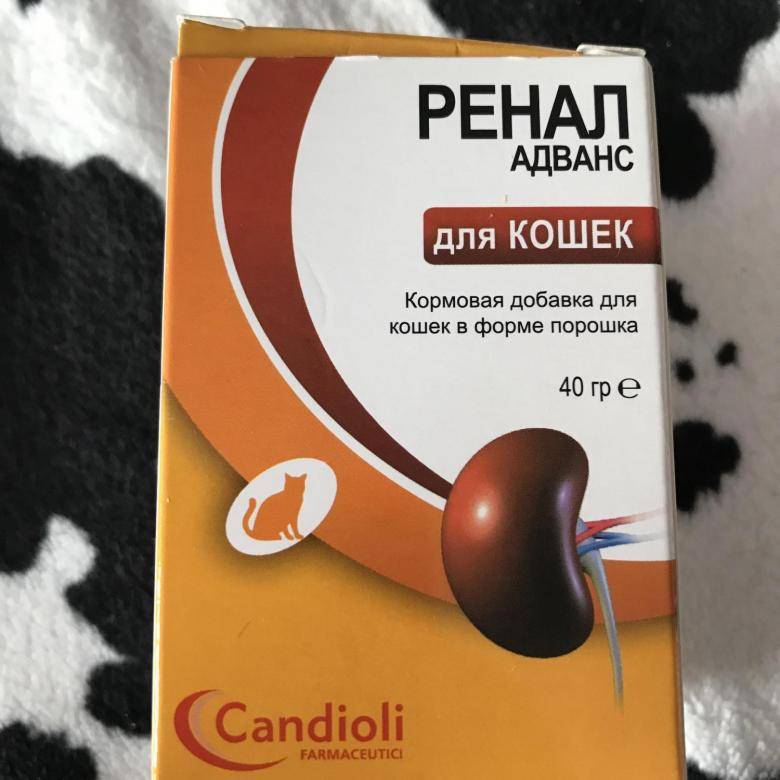 РЕНАЛ
АДВАНС
для КОШЕК
Кормовая добавка для
кошек в форме порошка
40 гр ℮
Candioli
FARMACEUTICI